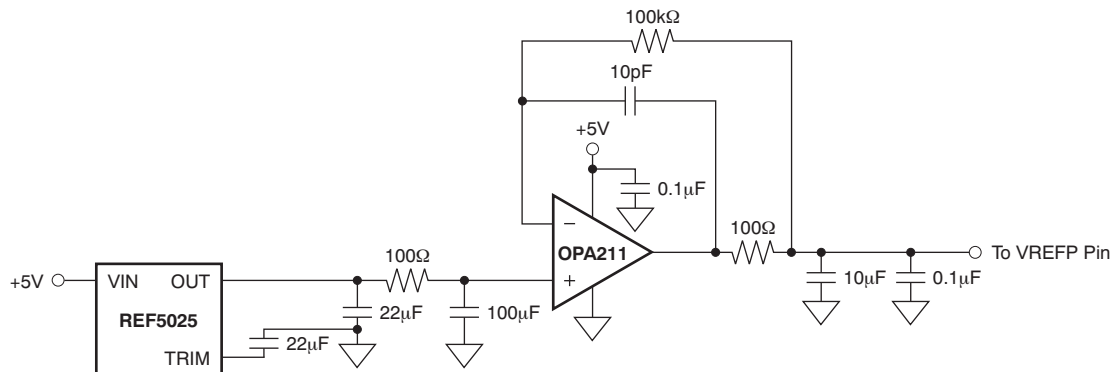 100kΩ
10pF
+5V
0.1μF
100Ω
OPA211
−
+
To VREFP Pin
10μF
0.1μF
100Ω
+5V
VIN
OUT
REF5025
TRIM
22μF
22μF
100μF